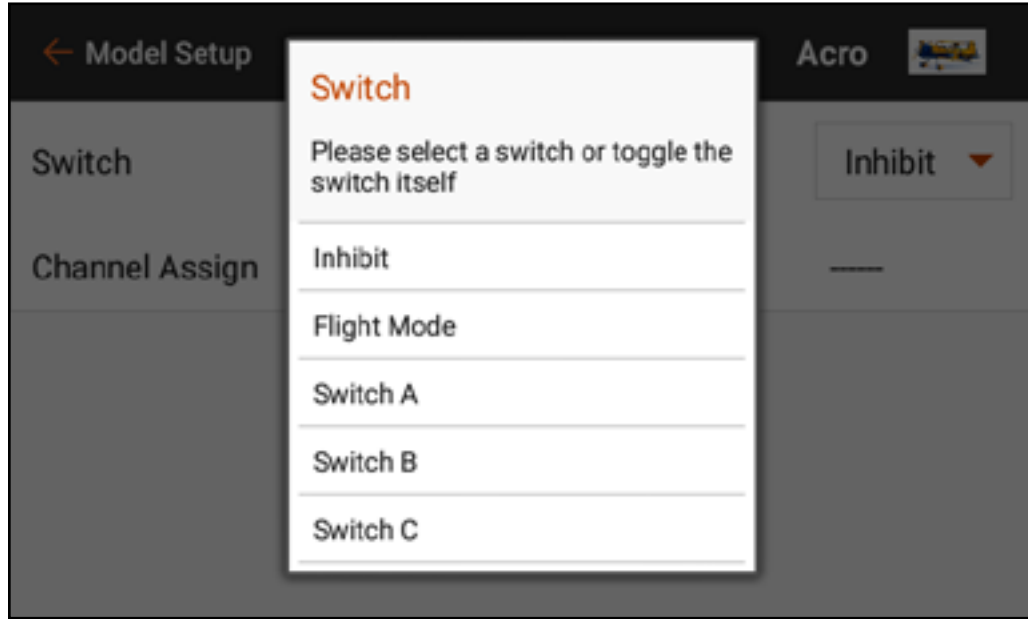 ← Model Setup
Acro
Switch
Please select a switch or toggle the
switch itself
Switch
Inhibit
Channel Assign
------
Inhibit
Flight Mode
Switch A
Switch B
Switch C